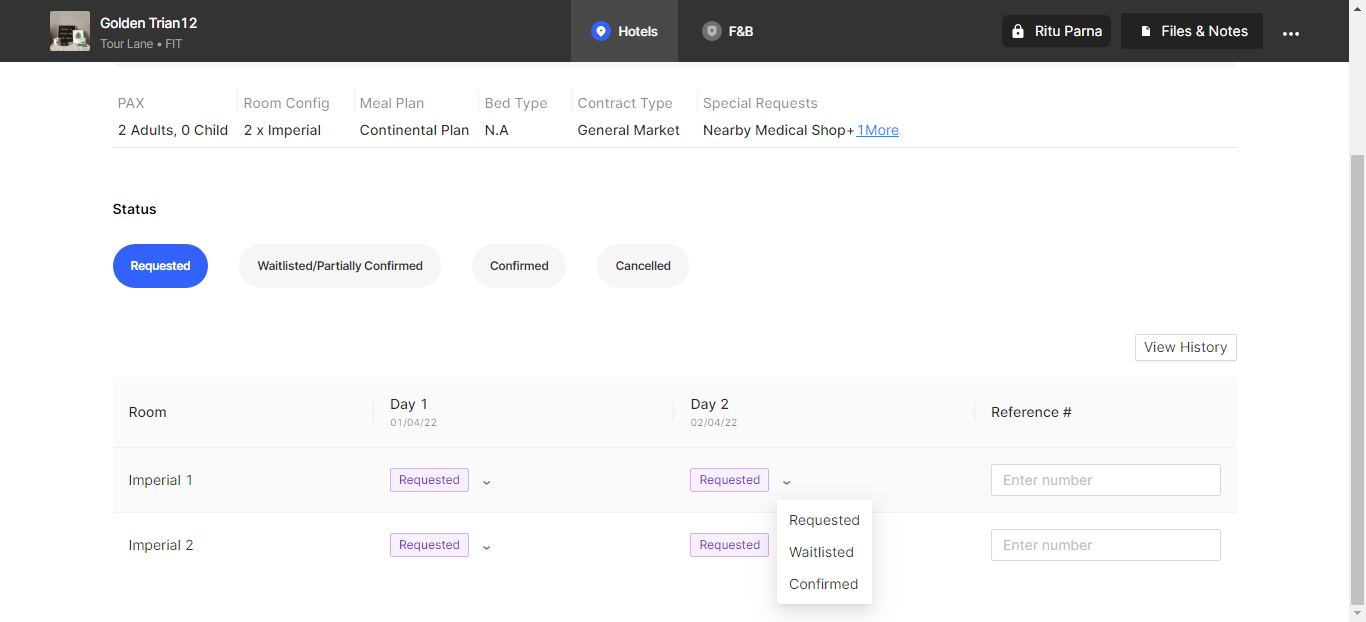 Golden Trian12
Tour Lane • FIT
Hotels
F&B
Ritu Parna
Files & Notes
PAX
Room Config
Meal Plan
Bed Type
Contract Type
Special Requests
2 Adults, 0 Child
2 x Imperial
Continental Plan
N.A
General Market
Nearby Medical Shop+ 1More
Status
Requested
Waitlisted/Partially Confirmed
Confirmed
Cancelled
View History
Room
Day 1
01/04/22
Day 2
02/04/22
Reference #
Imperial 1
Requested
Requested
Enter number
Imperial 2
Requested
Requested
Enter number
Requested
Waitlisted
Confirmed